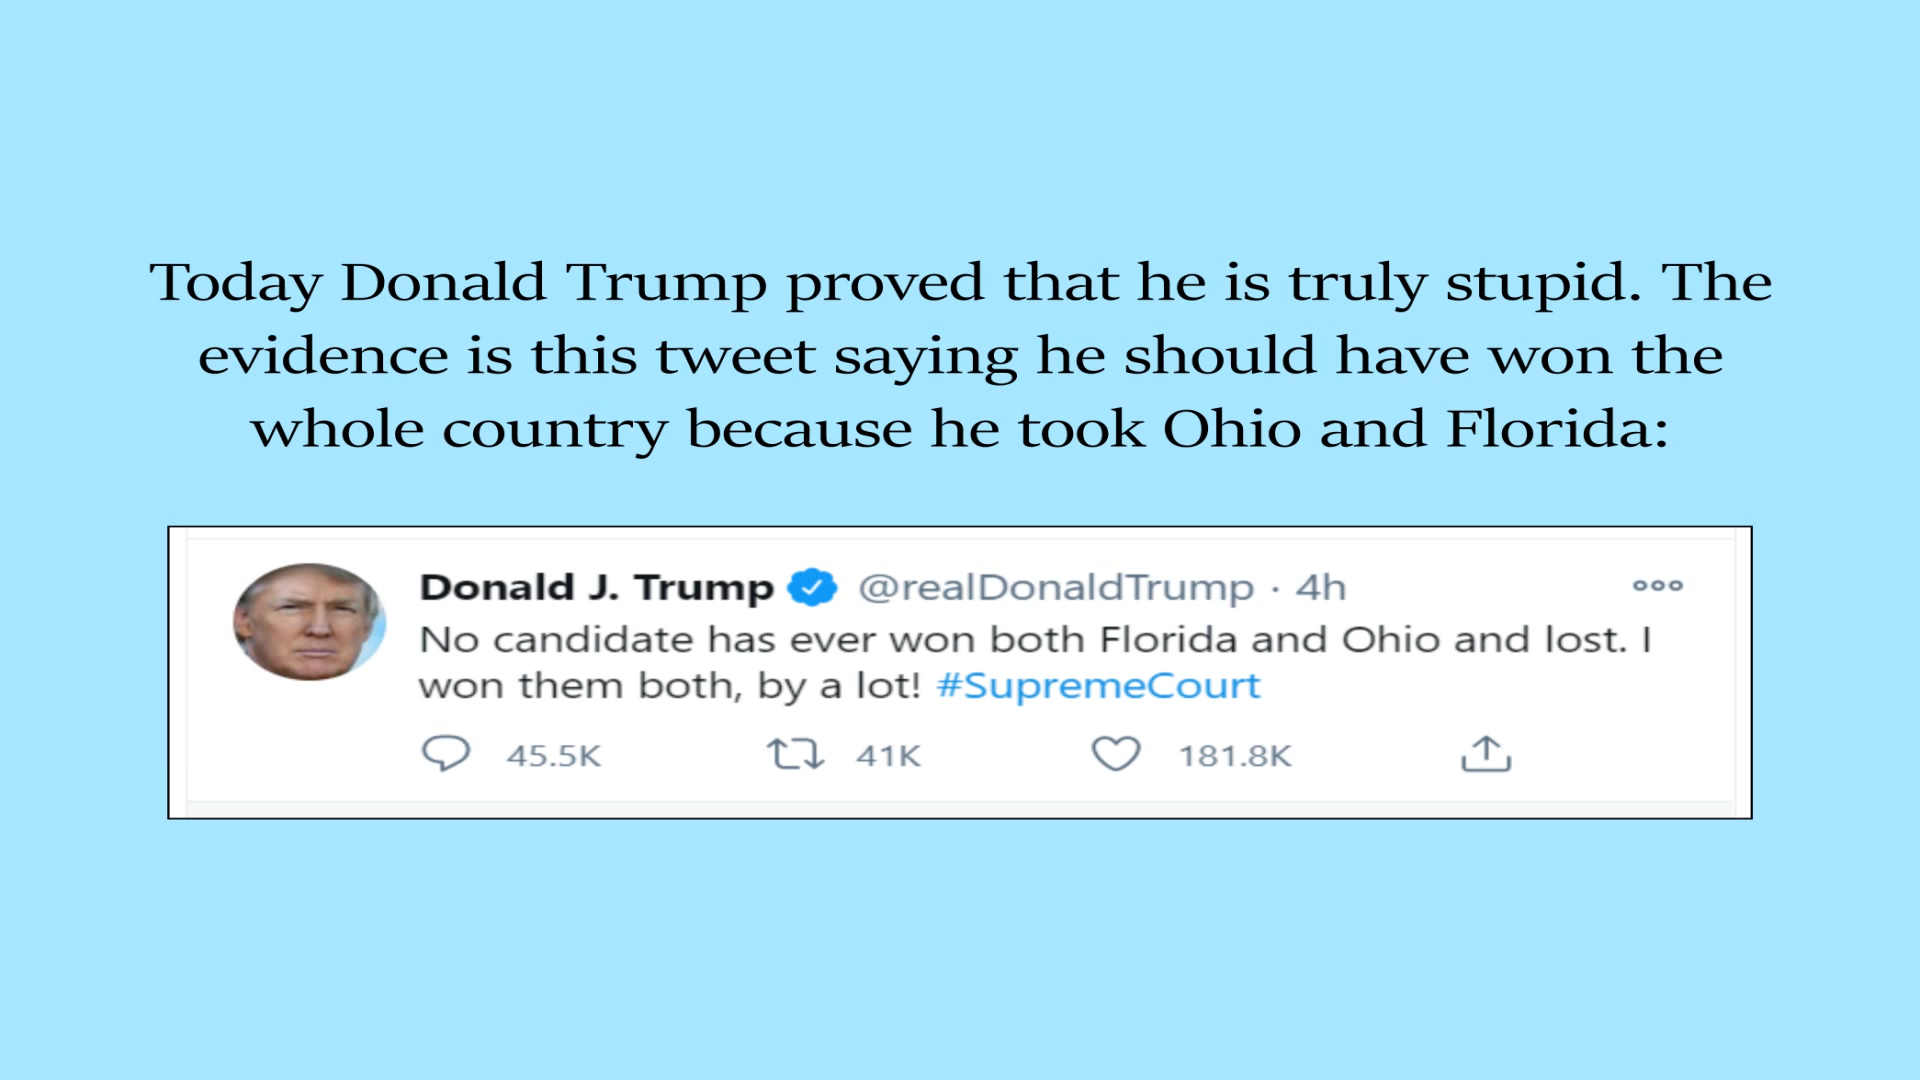 Today Donald Trump proved that he is truly stupid. The
evidence is this tweet saying he should have won the
whole country because he took Ohio and Florida:
Donald J. Trump @realDonaldTrump · 4h
No candidate has ever won both Florida and Ohio and lost. I
won them both, by a lot! #SupremeCourt
45.5K 41K 181.8K